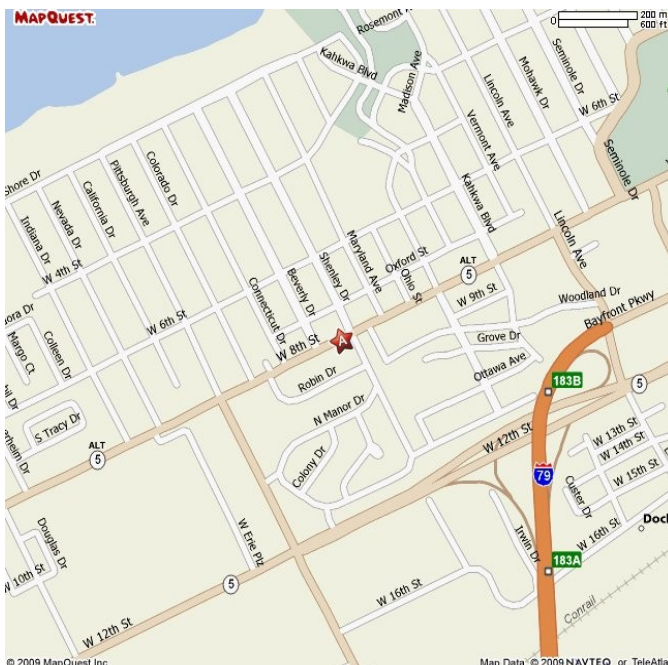 MAPQUEST.
200 m
0
600 ft
Rosemont
Kahkwa Blvd
Madison Ave
Lincoln Ave
Mohawk Dr
Seminole Dr
W 6th St
Vermont Ave
Shore Dr
Colorado Dr
Pittsburgh Ave
California Dr
Nevada Dr
Indiana Dr
Kahkwa Blvd
Seminole Dr
Lincoln Ave
W 4th St
Maryland Ave
Shenley Dr
Beverly Dr
Connecticut Dr
Oxford St
Ohio St
ALT
5
W 9th St
Woodland Dr
Bayfront Pkwy
W 6th St
W 8th St
A
Grove Dr
Ottawa Ave
Margo Ct
Colleen Dr
Robin Dr
183B
5
N Manor Dr
S Tracy Dr
Colony Dr
W 12th St
W 13th St
W 14th St
W 15th St
ALT
5
79
Custer Dr
W 16th St
Irwin Dr
W Erie Plz
Douglas Dr
W 10th St
183A
5
W 16th St
W 12th St
Conrail
© 2009 MapQuest Inc
Map Data © 2009 NAVTEQ or TeleAtla